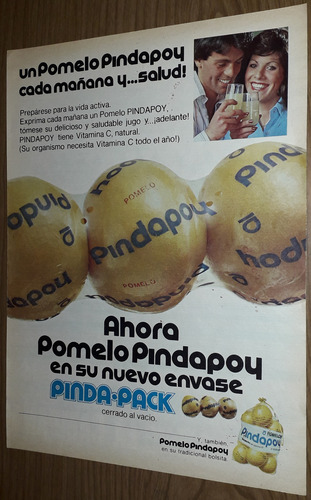 un Pomelo Pindapoy
cada mañana y...salud!
Prepárese para la vida activa.
Exprima cada mañana un Pomelo PINDAPOY,
tómese su delicioso y saludable jugo y...¡adelante!
PINDAPOY tiene Vitamina C, natural.
(Su organismo necesita Vitamina C todo el año!)
POMELO
Pindapoy
POMELO
Ahora
Pomelo Pindapoy
en su nuevo envase
PINDA-PACK
cerrado al vacío.
Y, también,
Pomelo Pindapoy
en su tradicional bolsita
Pindapoy